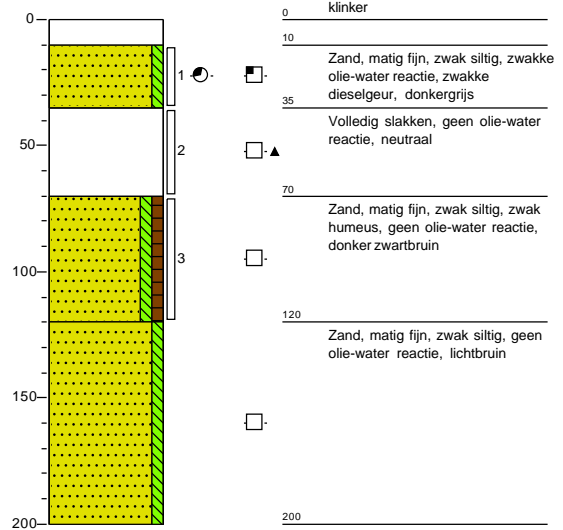 0
0
klinker
10
Zand, matig fijn, zwak siltig, zwakke
olie-water reactie, zwakke
dieselgeur, donkergrijs
1
35
Volledig slakken, geen olie-water
reactie, neutraal
50
2
70
Zand, matig fijn, zwak siltig, zwak
humeus, geen olie-water reactie,
donker zwartbruin
3
100
120
Zand, matig fijn, zwak siltig, geen
olie-water reactie, lichtbruin
150
200
200